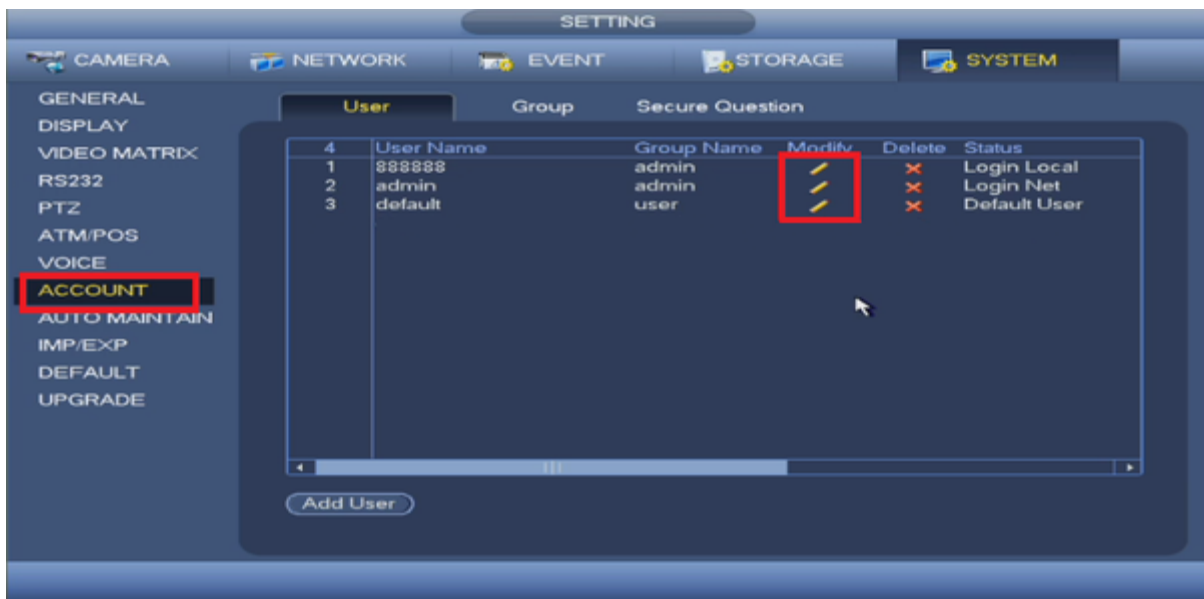 SETTING
CAMERA NETWORK EVENT STORAGE SYSTEM
GENERAL
DISPLAY
VIDEO MATRIX
RS232
PTZ
ATM/POS
VOICE
ACCOUNT
AUTO MAINTAIN
IMP/EXP
DEFAULT
UPGRADE
User Group Secure Question
4 User Name Group Name Modify Delete Status
1 888888 admin Login Local
2 admin admin Login Net
3 default user Default User
Add User